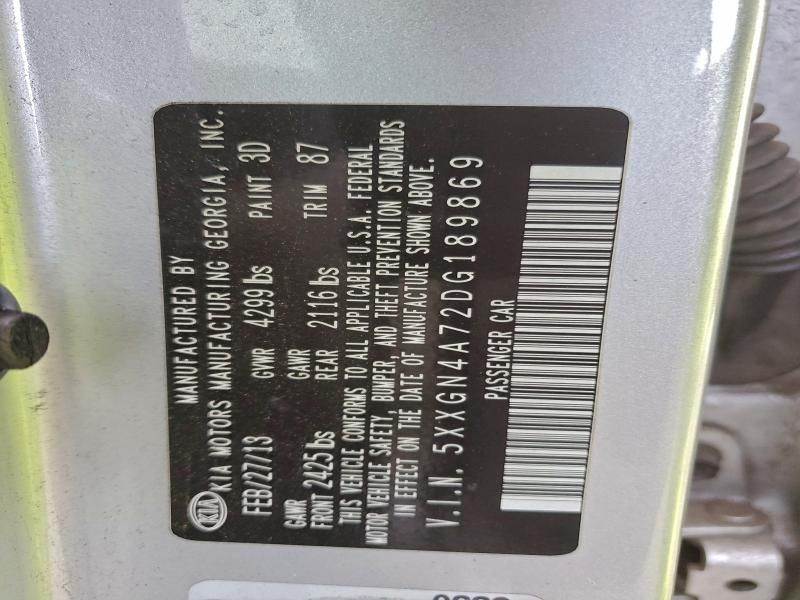 MANUFACTURED BY
KIA KIA MOTORS MANUFACTURING GEORGIA, INC.
FEB/27/13 GVWR 4299 lbs PAINT 3D
GAWR FRONT 2425 lbs GAWR REAR 2116 lbs TRIM 87
THIS VEHICLE CONFORMS TO ALL APPLICABLE U.S.A. FEDERAL
MOTOR VEHICLE SAFETY, BUMPER, AND THEFT PREVENTION STANDARDS
IN EFFECT ON THE DATE OF MANUFACTURE SHOWN ABOVE.
V.I.N. 5XXGN4A72DG189869
PASSENGER CAR